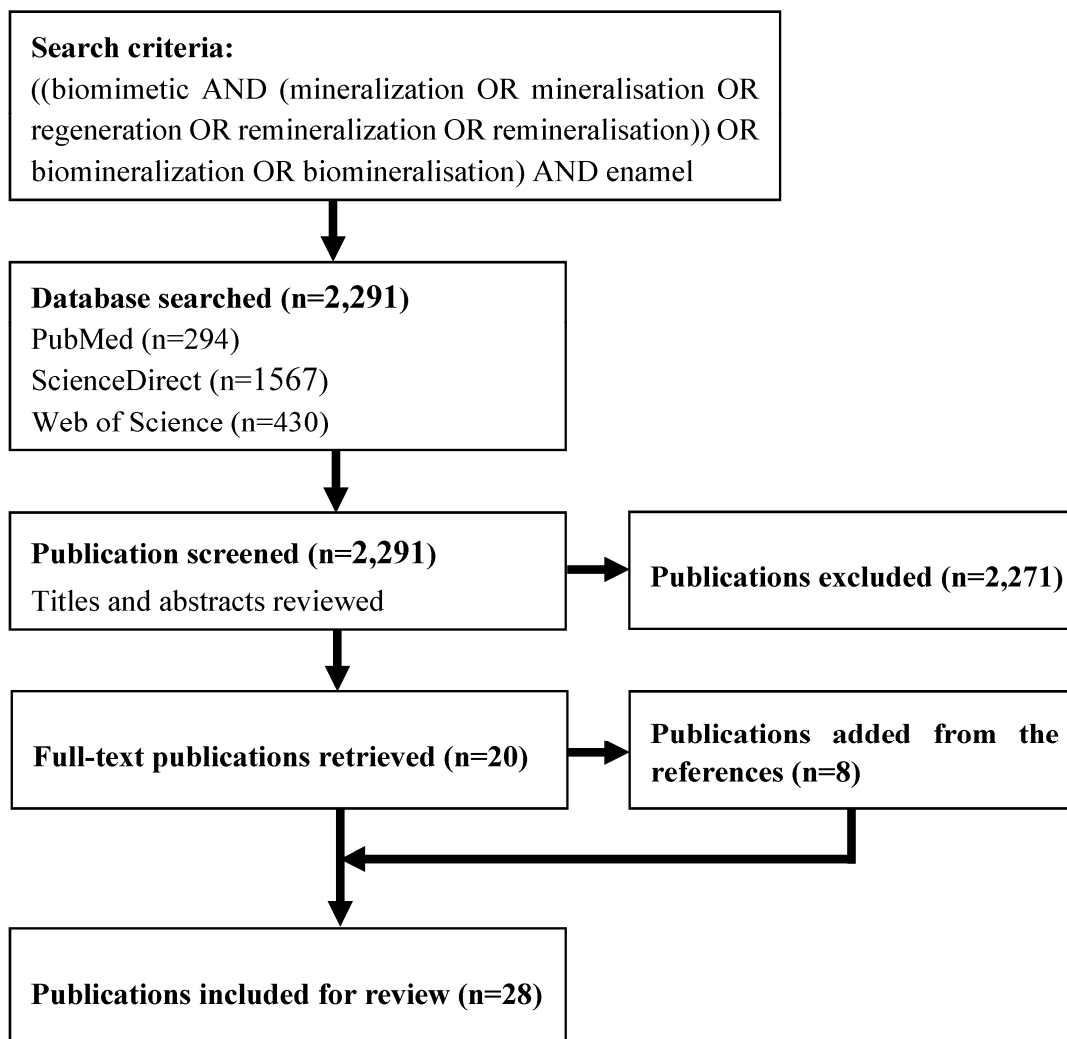 Search criteria:
((biomimetic AND (mineralization OR mineralisation OR
regeneration OR remineralization OR remineralisation)) OR
biomineralization OR biomineralisation) AND enamel
Database searched (n=2,291)
PubMed (n=294)
ScienceDirect (n=1567)
Web of Science (n=430)
Publication screened (n=2,291)
Titles and abstracts reviewed
Publications excluded (n=2,271)
Full-text publications retrieved (n=20)
Publications added from the
references (n=8)
Publications included for review (n=28)